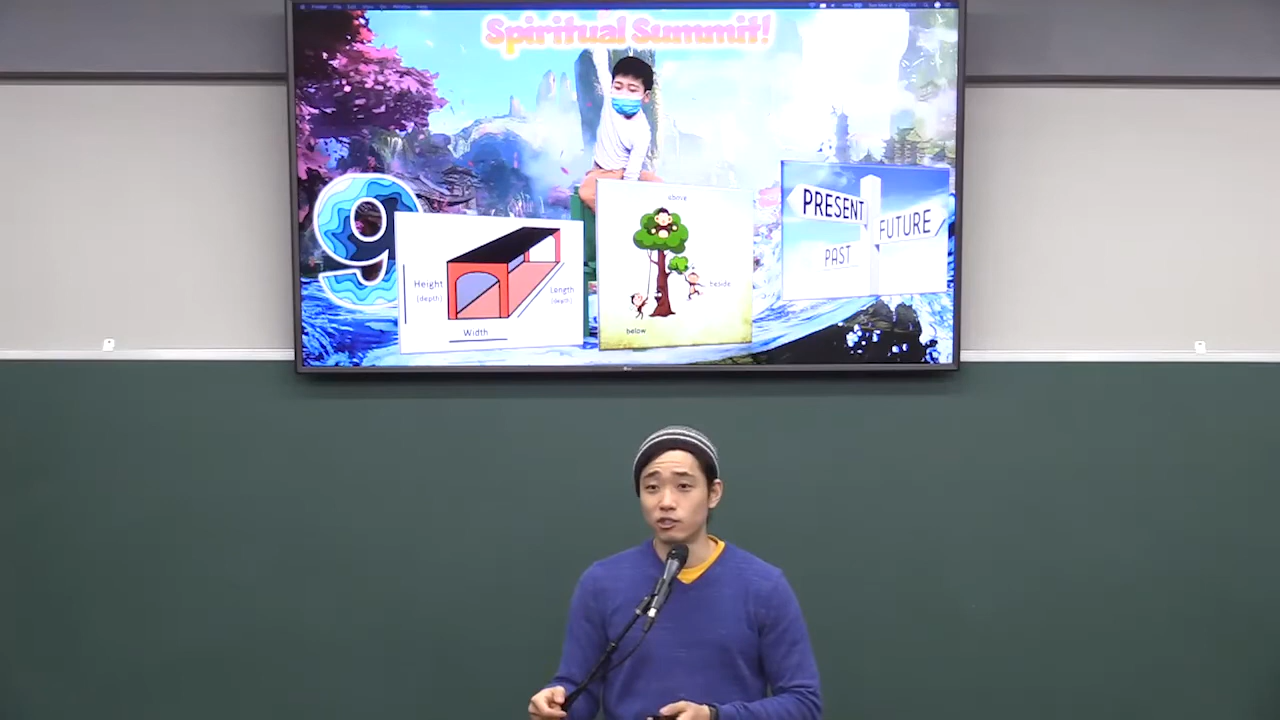 Spiritual Summit!
9
Height
(depth)
Length
(depth)
Width
above
beside
below
PRESENT
FUTURE
PAST